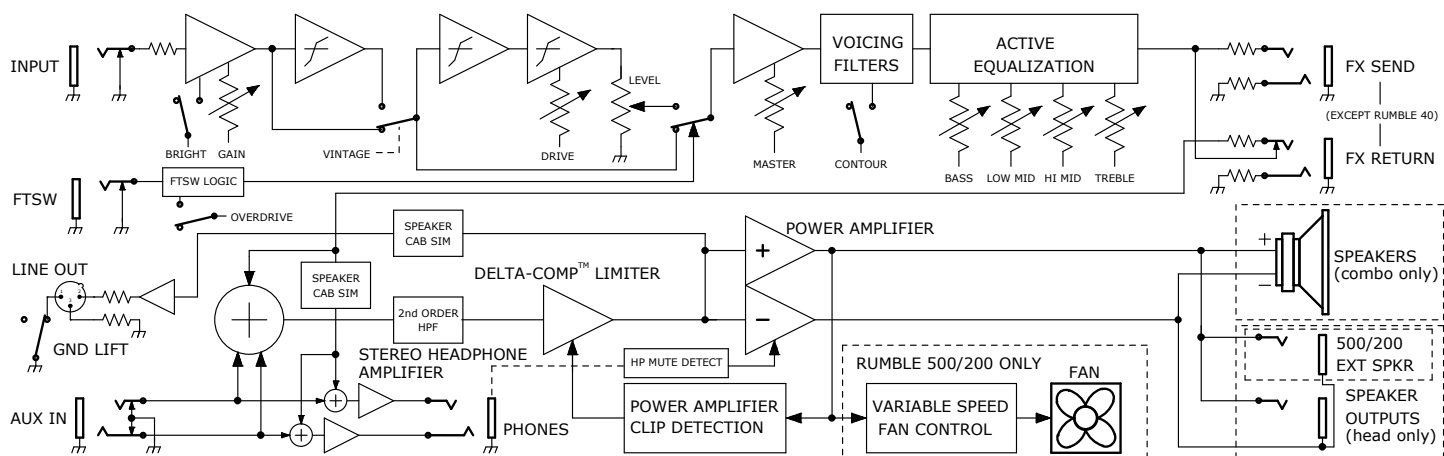 INPUT
BRIGHT
GAIN
VINTAGE
DRIVE
LEVEL
MASTER
VOICING
FILTERS
CONTOUR
ACTIVE
EQUALIZATION
BASS
LOW MID
HI MID
TREBLE
FX SEND
(EXCEPT RUMBLE 40)
FX RETURN
FTSW
FTSW LOGIC
OVERDRIVE
SPEAKER
CAB SIM
LINE OUT
1
2
3
GND LIFT
SPEAKER
CAB SIM
2nd ORDER
HPF
DELTA-COMP™ LIMITER
+
−
POWER AMPLIFIER
+
−
SPEAKERS
(combo only)
STEREO HEADPHONE
AMPLIFIER
AUX IN
PHONES
HP MUTE DETECT
POWER AMPLIFIER
CLIP DETECTION
RUMBLE 500/200 ONLY
VARIABLE SPEED
FAN CONTROL
FAN
500/200
EXT SPKR
SPEAKER
OUTPUTS
(head only)